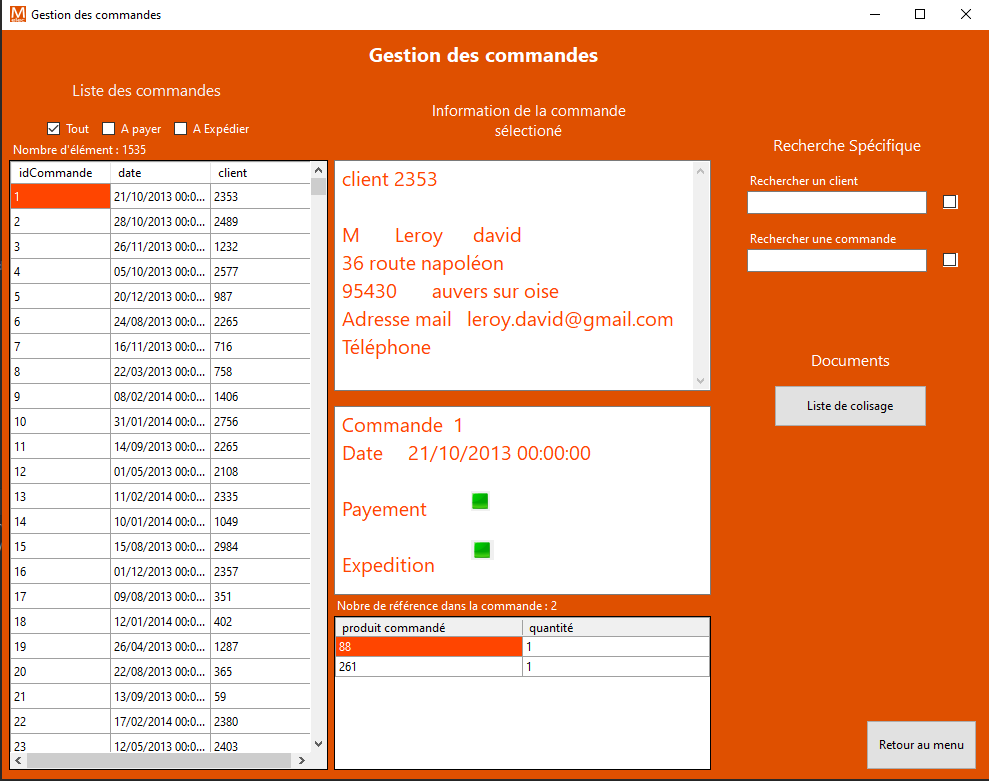 Gestion des commandes
Gestion des commandes
Liste des commandes
Tout A payer A Expédier
Nombre d'élément : 1535
idCommande date client
1 21/10/2013 00:0... 2353
2 28/10/2013 00:0... 2489
3 26/11/2013 00:0... 1232
4 05/10/2013 00:0... 2577
5 20/12/2013 00:0... 987
6 24/08/2013 00:0... 2265
7 16/11/2013 00:0... 716
8 22/03/2013 00:0... 758
9 08/02/2014 00:0... 1406
10 31/01/2014 00:0... 2756
11 14/09/2013 00:0... 2265
12 01/05/2013 00:0... 2108
13 11/02/2014 00:0... 2335
14 10/01/2014 00:0... 1049
15 15/08/2013 00:0... 2984
16 01/12/2013 00:0... 2357
17 09/08/2013 00:0... 351
18 12/01/2014 00:0... 402
19 26/04/2013 00:0... 1287
20 22/08/2013 00:0... 365
21 13/09/2013 00:0... 59
22 17/02/2014 00:0... 2380
23 12/05/2013 00:0... 2403
Information de la commande
sélectioné
client 2353
M Leroy david
36 route napoléon
95430 auvers sur oise
Adresse mail leroy.david@gmail.com
Téléphone
Commande 1
Date 21/10/2013 00:00:00
Payement
Expedition
Nobre de référence dans la commande : 2
produit commandé quantité
88 1
261 1
Recherche Spécifique
Rechercher un client
Rechercher une commande
Documents
Liste de colisage
Retour au menu